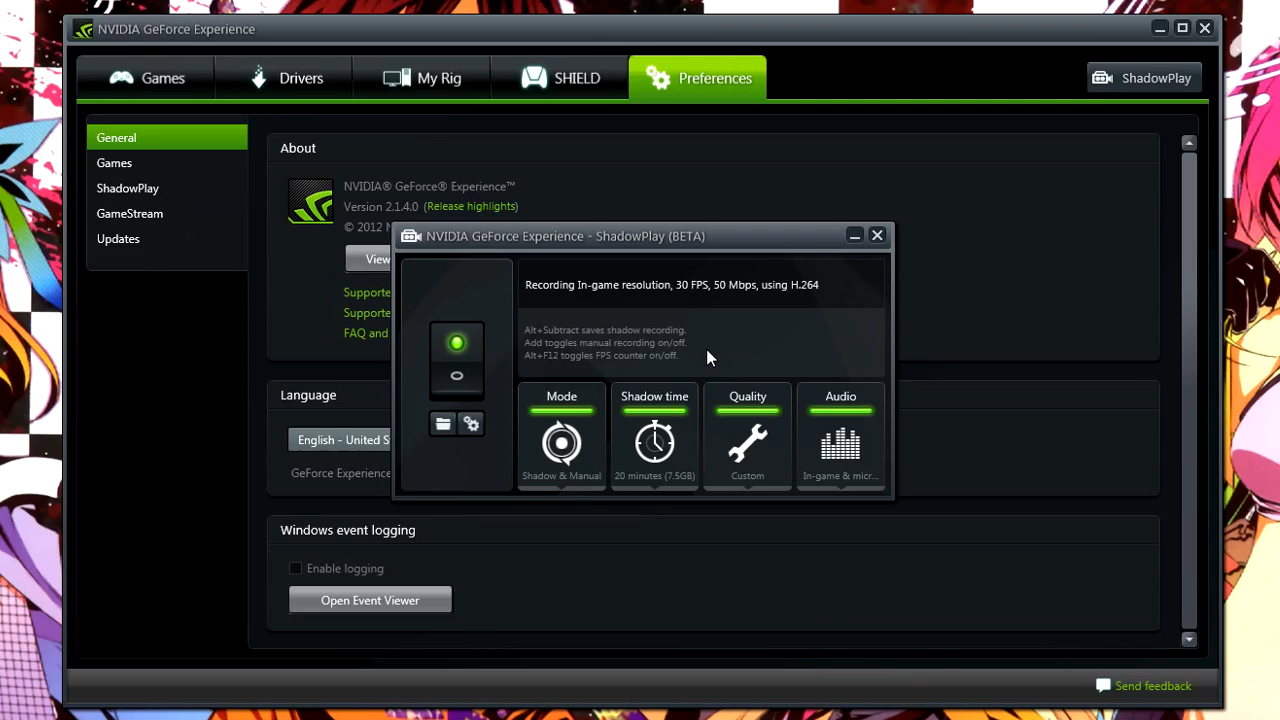 NVIDIA GeForce Experience
Games
Drivers
My Rig
SHIELD
Preferences
ShadowPlay
General
Games
ShadowPlay
GameStream
Updates
About
NVIDIA® GeForce® Experience™
Version 2.1.4.0 (Release highlights)
© 2012 N
View
Supporte
Supporte
FAQ and
NVIDIA GeForce Experience - ShadowPlay (BETA)
Recording In-game resolution, 30 FPS, 50 Mbps, using H.264
Alt+Subtract saves shadow recording.
Add toggles manual recording on/off.
Alt+F12 toggles FPS counter on/off.
Mode
Shadow & Manual
Shadow time
20 minutes (7.5GB)
Quality
Custom
Audio
In-game & micr...
Language
English - United S
GeForce Experience
Windows event logging
Enable logging
Open Event Viewer
Send feedback